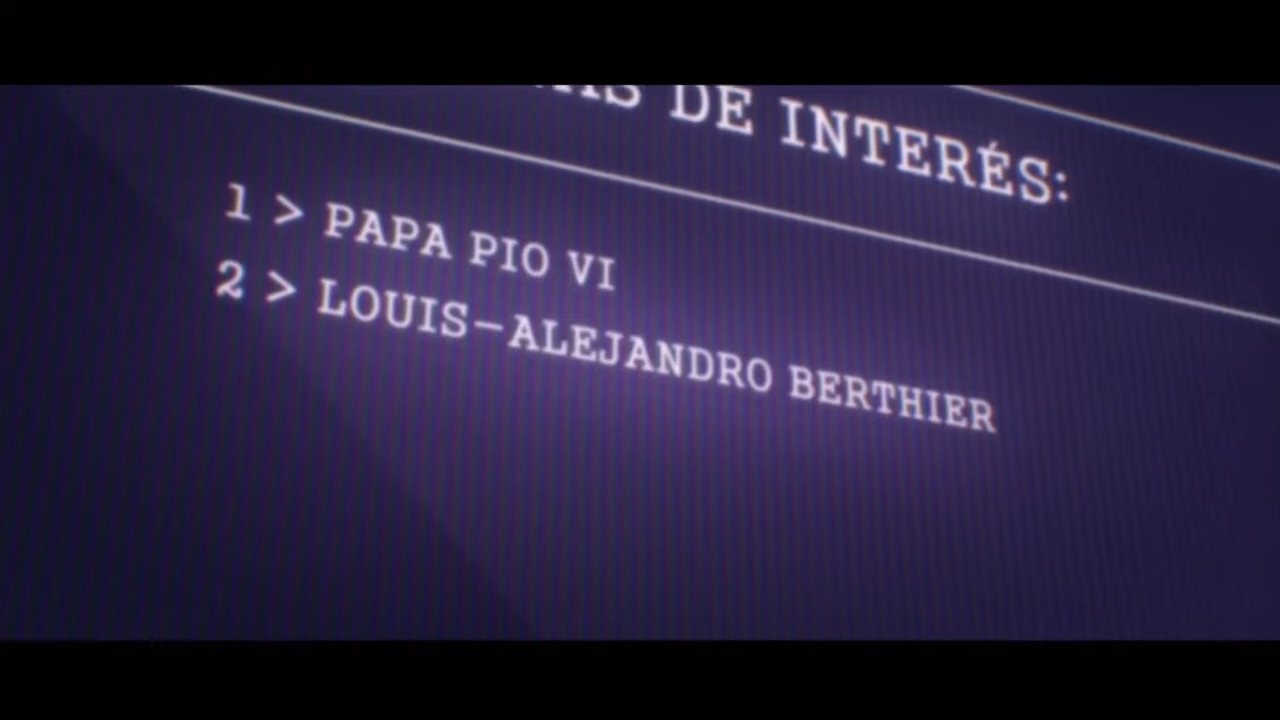 DE INTERÉS:
1 > PAPA PIO VI
2 > LOUIS-ALEJANDRO BERTHIER